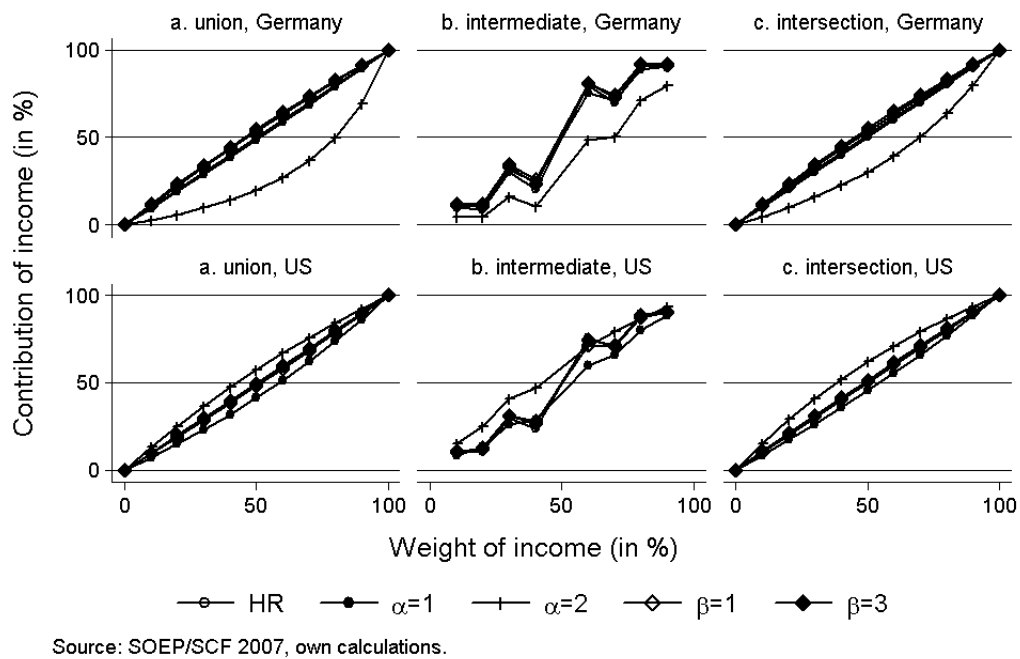 a. union, Germany
b. intermediate, Germany
c. intersection, Germany
100
50
0
a. union, US
b. intermediate, US
c. intersection, US
100
50
0
0
50
100
0
50
100
0
50
100
Contribution of income (in %)
Weight of income (in %)
HR
α=1
α=2
β=1
β=3
Source: SOEP/SCF 2007, own calculations.